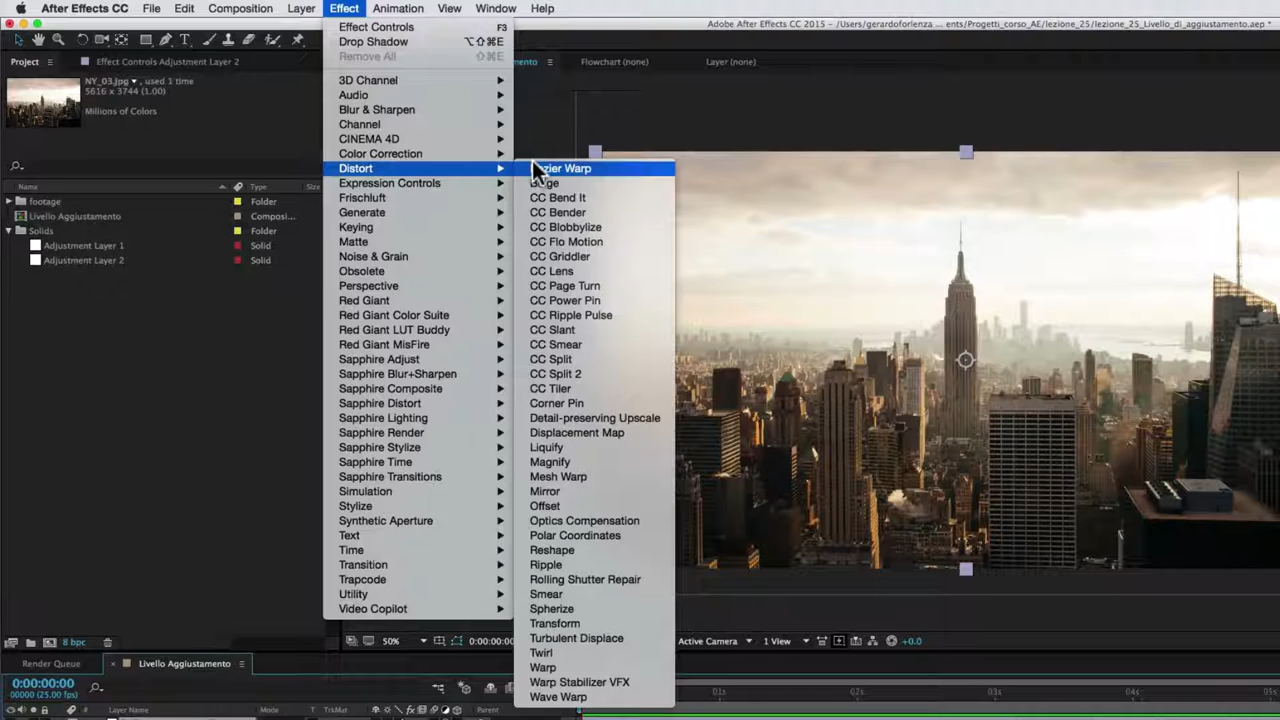 After Effects CC File Edit Composition Layer Effect Animation View Window Help
Adobe After Effects CC 2015 - /Users/gerardoforlenza ... ents/Progetti_corso_AE/lezione_25/lezione_25_Livello_di_aggiustamento.aep *
Project
Effect Controls Adjustment Layer 2
Flowchart (none)
Layer (none)
NY_03.jpg , used 1 time
5616 x 3744 (1.00)
Millions of Colors
Name Type Size
footage Folder
Livello Aggiustamento Composi...
Solids Folder
Adjustment Layer 1 Solid
Adjustment Layer 2 Solid
8 bpc
Effect Controls F3
Drop Shadow ⌥⇧⌘E
Remove All ⇧⌘E
3D Channel
Audio
Blur & Sharpen
Channel
CINEMA 4D
Color Correction
Distort
Expression Controls
Frischluft
Generate
Keying
Matte
Noise & Grain
Obsolete
Perspective
Red Giant
Red Giant Color Suite
Red Giant LUT Buddy
Red Giant MisFire
Sapphire Adjust
Sapphire Blur+Sharpen
Sapphire Composite
Sapphire Distort
Sapphire Lighting
Sapphire Render
Sapphire Stylize
Sapphire Time
Sapphire Transitions
Simulation
Stylize
Synthetic Aperture
Text
Time
Transition
Trapcode
Utility
Video Copilot
Warp
CC Bend It
CC Bender
CC Blobbylize
CC Flo Motion
CC Griddler
CC Lens
CC Page Turn
CC Power Pin
CC Ripple Pulse
CC Slant
CC Smear
CC Split
CC Split 2
CC Tiler
Corner Pin
Detail-preserving Upscale
Displacement Map
Liquify
Magnify
Mesh Warp
Mirror
Offset
Optics Compensation
Polar Coordinates
Reshape
Ripple
Rolling Shutter Repair
Smear
Spherize
Transform
Turbulent Displace
Twirl
Warp
Warp Stabilizer VFX
Wave Warp
50% 0:00:00:00 Active Camera 1 View +0.0
Render Queue
Livello Aggiustamento
0:00:00:00
00000 (25.00 fps)
01s 02s 03s 04s 05s
# Layer Name Mode T TrkMat Parent